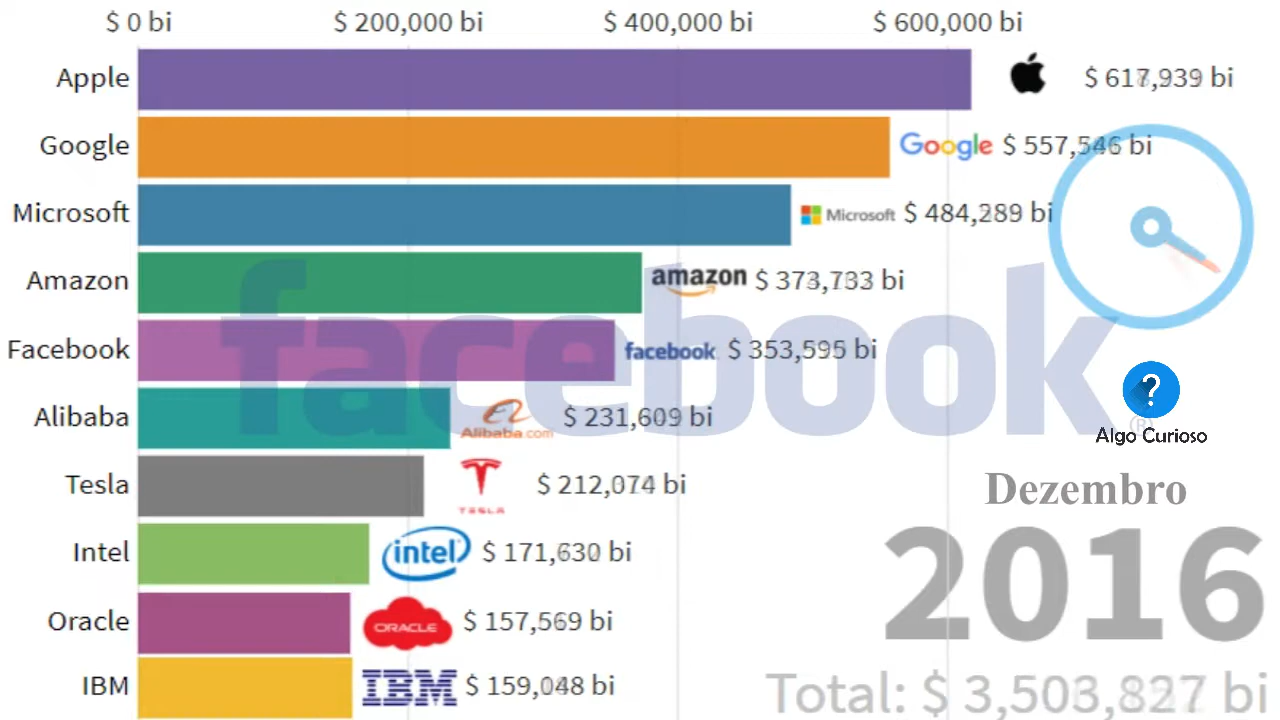 $ 0 bi $ 200,000 bi $ 400,000 bi $ 600,000 bi
Apple $ 617,939 bi
Google Google $ 557,546 bi
Microsoft Microsoft $ 484,289 bi
Amazon amazon $ 373,733 bi
facebook
Facebook facebook $ 353,595 bi
?
Alibaba Alibaba.com $ 231,609 bi
Algo Curioso
Tesla TESLA $ 212,074 bi
Dezembro
Intel intel $ 171,630 bi
2016
Oracle ORACLE $ 157,569 bi
IBM IBM $ 159,048 bi
Total: $ 3,503,827 bi